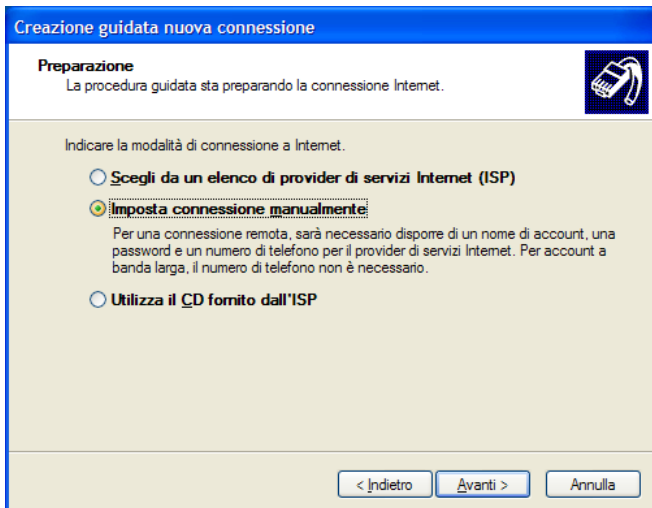 Creazione guidata nuova connessione
Preparazione
La procedura guidata sta preparando la connessione Internet.
Indicare la modalità di connessione a Internet.
Scegli da un elenco di provider di servizi Internet (ISP)
Imposta connessione manualmente
Per una connessione remota, sarà necessario disporre di un nome di account, una
password e un numero di telefono per il provider di servizi Internet. Per account a
banda larga, il numero di telefono non è necessario.
Utilizza il CD fornito dall'ISP
< Indietro
Avanti >
Annulla